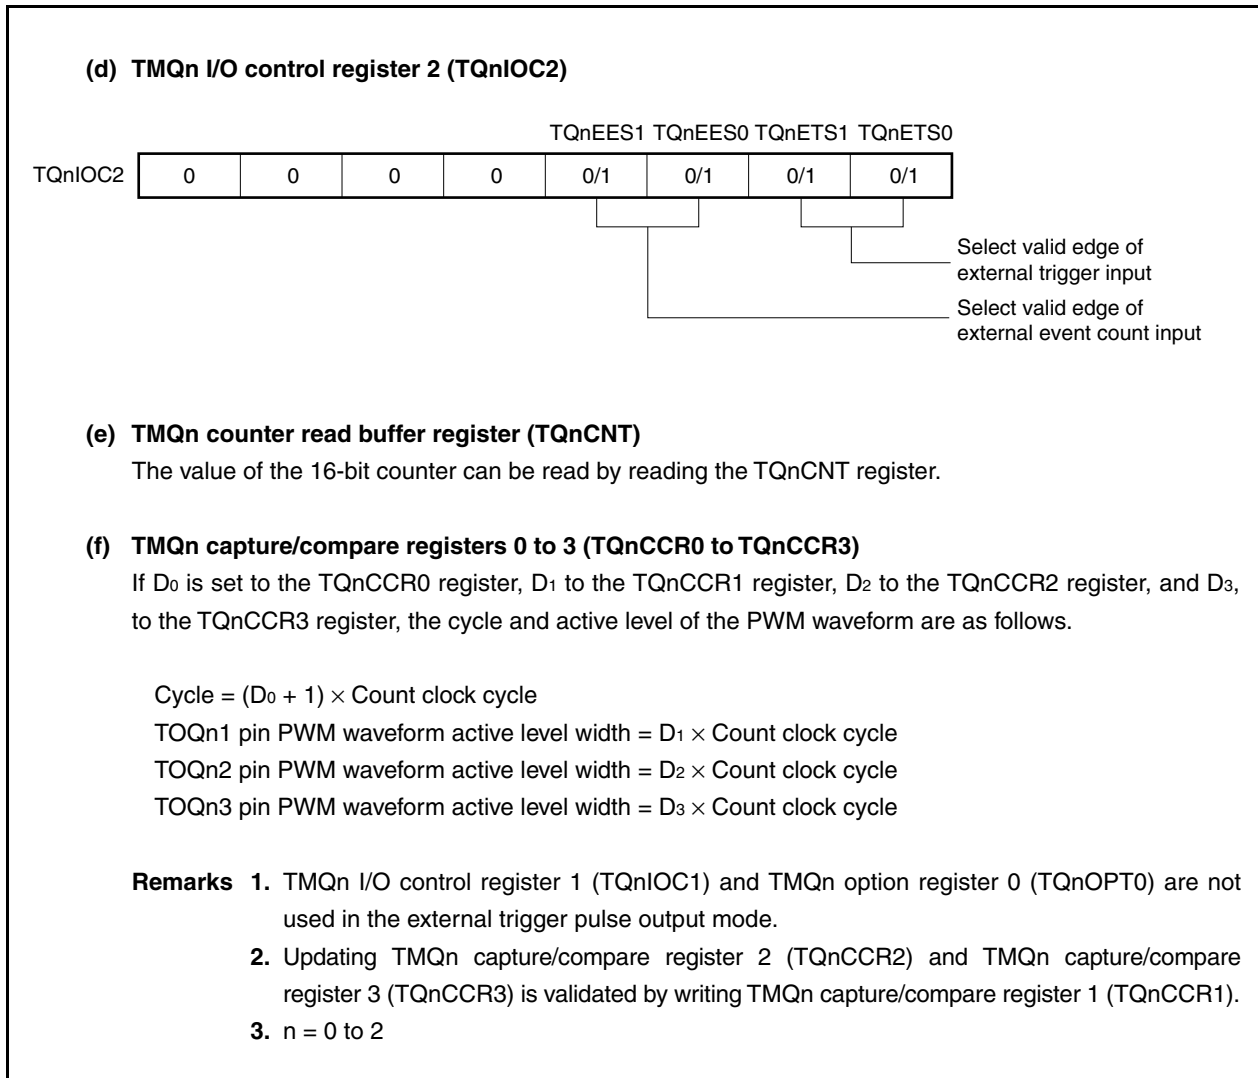 (d) TMQn I/O control register 2 (TQnIOC2)
TQnEES1 TQnEES0 TQnETS1 TQnETS0
TQnIOC2 0 0 0 0 0/1 0/1 0/1 0/1
Select valid edge of
external trigger input
Select valid edge of
external event count input
(e) TMQn counter read buffer register (TQnCNT)
The value of the 16-bit counter can be read by reading the TQnCNT register.
(f) TMQn capture/compare registers 0 to 3 (TQnCCR0 to TQnCCR3)
If D0 is set to the TQnCCR0 register, D1 to the TQnCCR1 register, D2 to the TQnCCR2 register, and D3,
to the TQnCCR3 register, the cycle and active level of the PWM waveform are as follows.
Cycle = (D0 + 1) × Count clock cycle
TOQn1 pin PWM waveform active level width = D1 × Count clock cycle
TOQn2 pin PWM waveform active level width = D2 × Count clock cycle
TOQn3 pin PWM waveform active level width = D3 × Count clock cycle
Remarks 1. TMQn I/O control register 1 (TQnIOC1) and TMQn option register 0 (TQnOPT0) are not
used in the external trigger pulse output mode.
2. Updating TMQn capture/compare register 2 (TQnCCR2) and TMQn capture/compare
register 3 (TQnCCR3) is validated by writing TMQn capture/compare register 1 (TQnCCR1).
3. n = 0 to 2